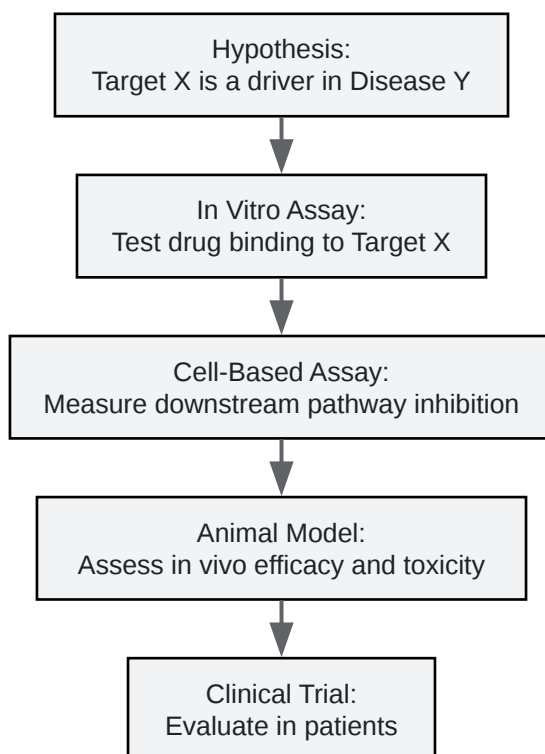 Hypothesis:
Target X is a driver in Disease Y
In Vitro Assay:
Test drug binding to Target X
Cell-Based Assay:
Measure downstream pathway inhibition
Animal Model:
Assess in vivo efficacy and toxicity
Clinical Trial:
Evaluate in patients